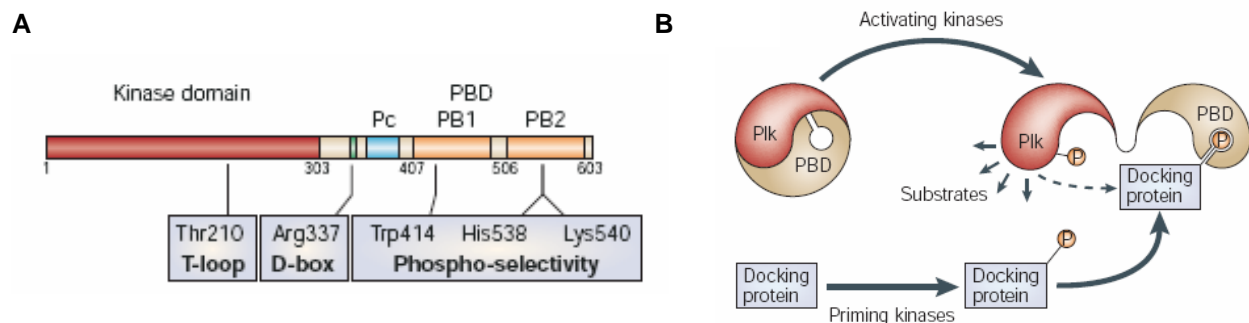 A
Kinase domain
PBD
Pc PB1 PB2
1 303 407 506 603
Thr210 Arg337 Trp414 His538 Lys540
T-loop D-box Phospho-selectivity
B
Activating kinases
Plk
PBD
Plk
P
PBD
P
Substrates
Docking
protein
Docking
protein
Priming kinases
P
Docking
protein